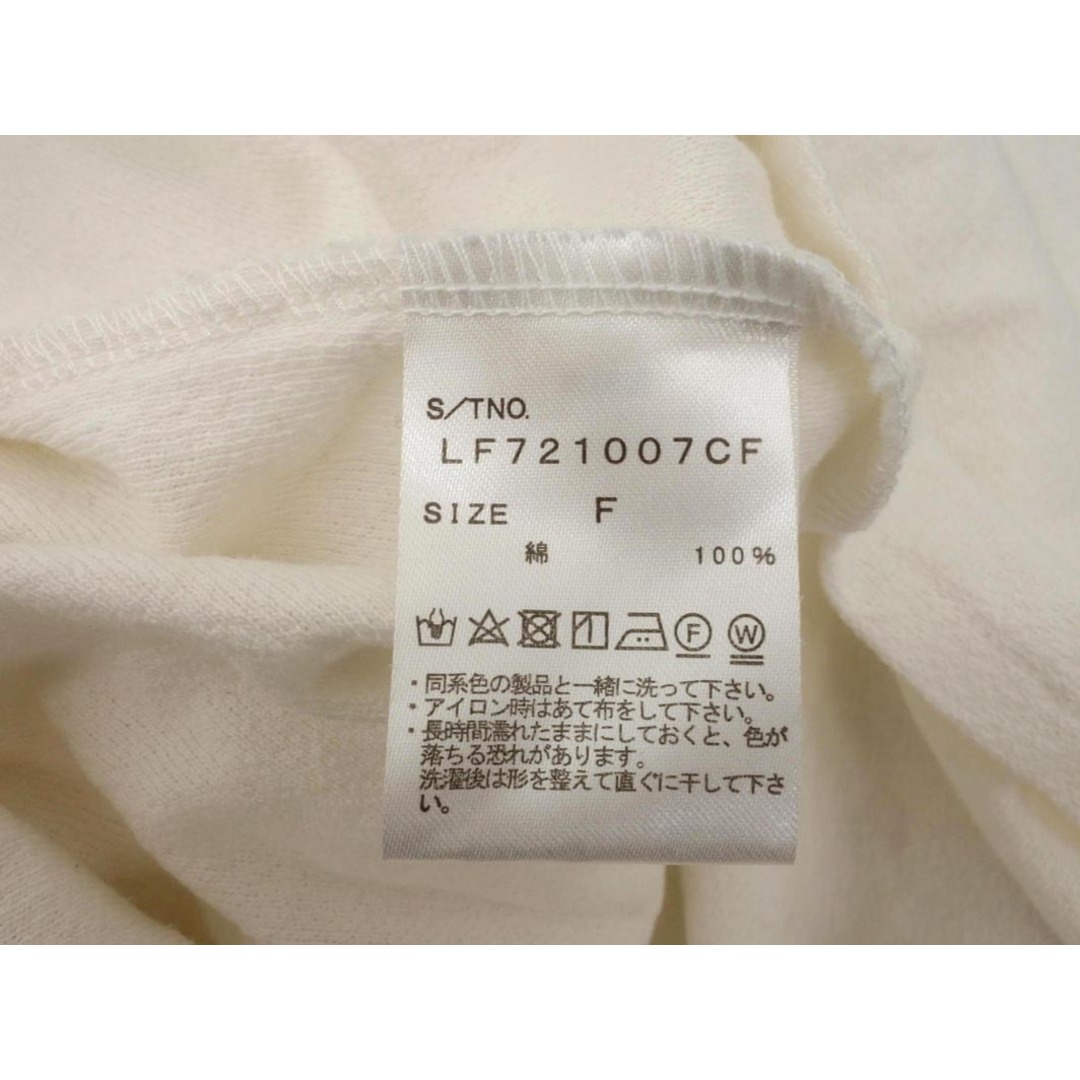 S/TNO.
LF721007CF
SIZE F
綿 100%
F W
・同系色の製品と一緒に洗って下さい。
・アイロン時はあて布をして下さい。
・長時間濡れたままにしておくと、色が
落ちる恐れがあります。
洗濯後は形を整えて直ぐに干して下さ
い。